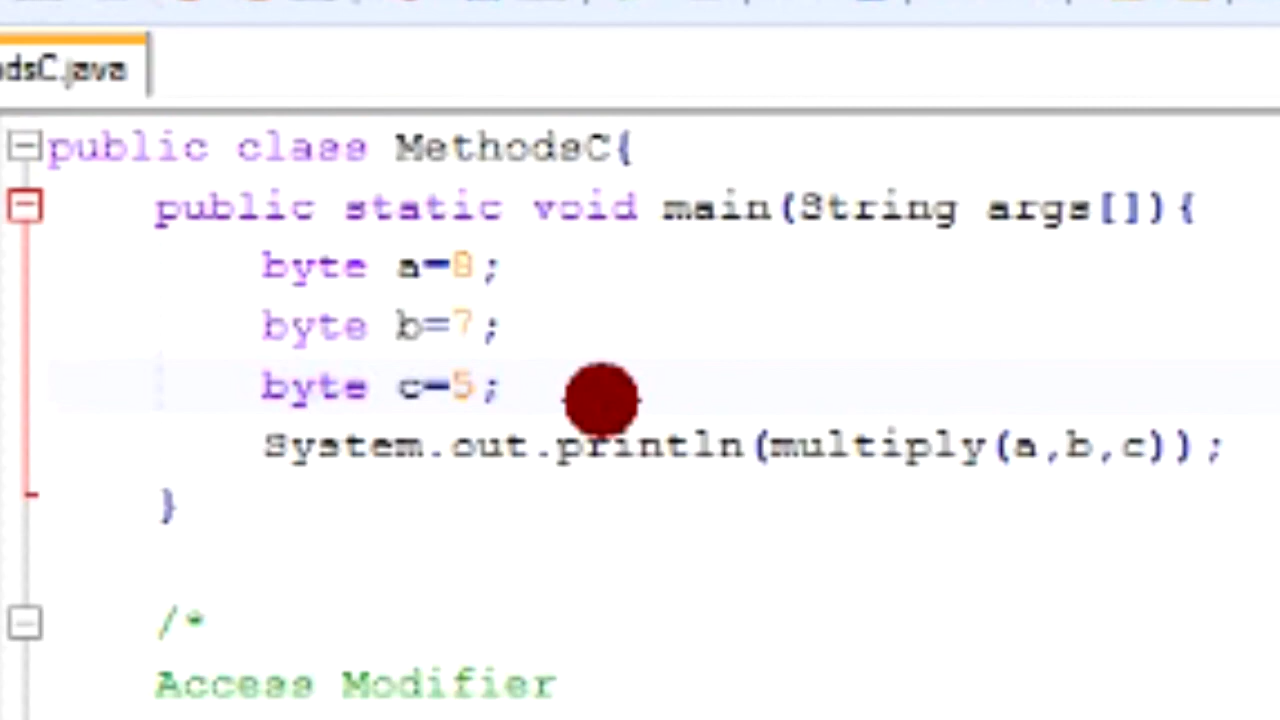 dsC.java
public class MethodsC{
public static void main(String args[]){
byte a=8;
byte b=7;
byte c=5;
System.out.println(multiply(a,b,c));
}
/*
Access Modifier